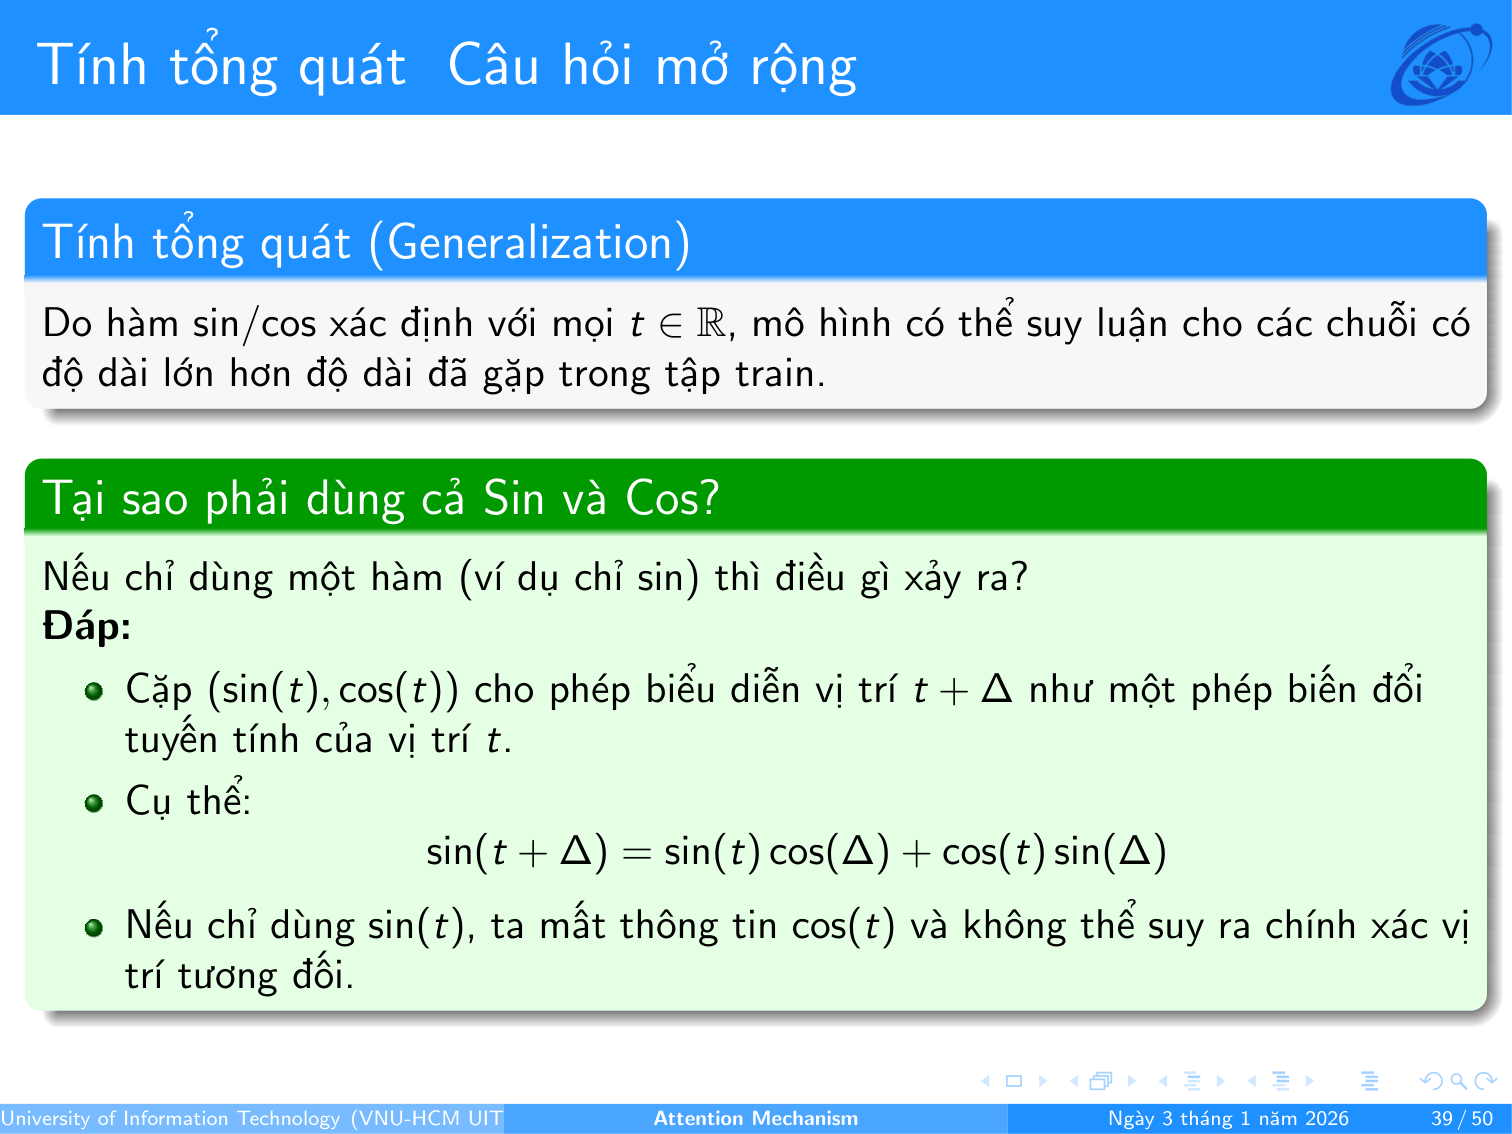 Tính tổng quát Câu hỏi mở rộng
Tính tổng quát (Generalization)
Do hàm sin/cos xác định với mọi t ∈ ℝ, mô hình có thể suy luận cho các chuỗi có
độ dài lớn hơn độ dài đã gặp trong tập train.
Tại sao phải dùng cả Sin và Cos?
Nếu chỉ dùng một hàm (ví dụ chỉ sin) thì điều gì xảy ra?
Đáp:
Cặp (sin(t), cos(t)) cho phép biểu diễn vị trí t + Δ như một phép biến đổi
tuyến tính của vị trí t.
Cụ thể:
sin(t + Δ) = sin(t) cos(Δ) + cos(t) sin(Δ)
Nếu chỉ dùng sin(t), ta mất thông tin cos(t) và không thể suy ra chính xác vị
trí tương đối.
University of Information Technology (VNU-HCM UIT Attention Mechanism Ngày 3 tháng 1 năm 2026 39 / 50